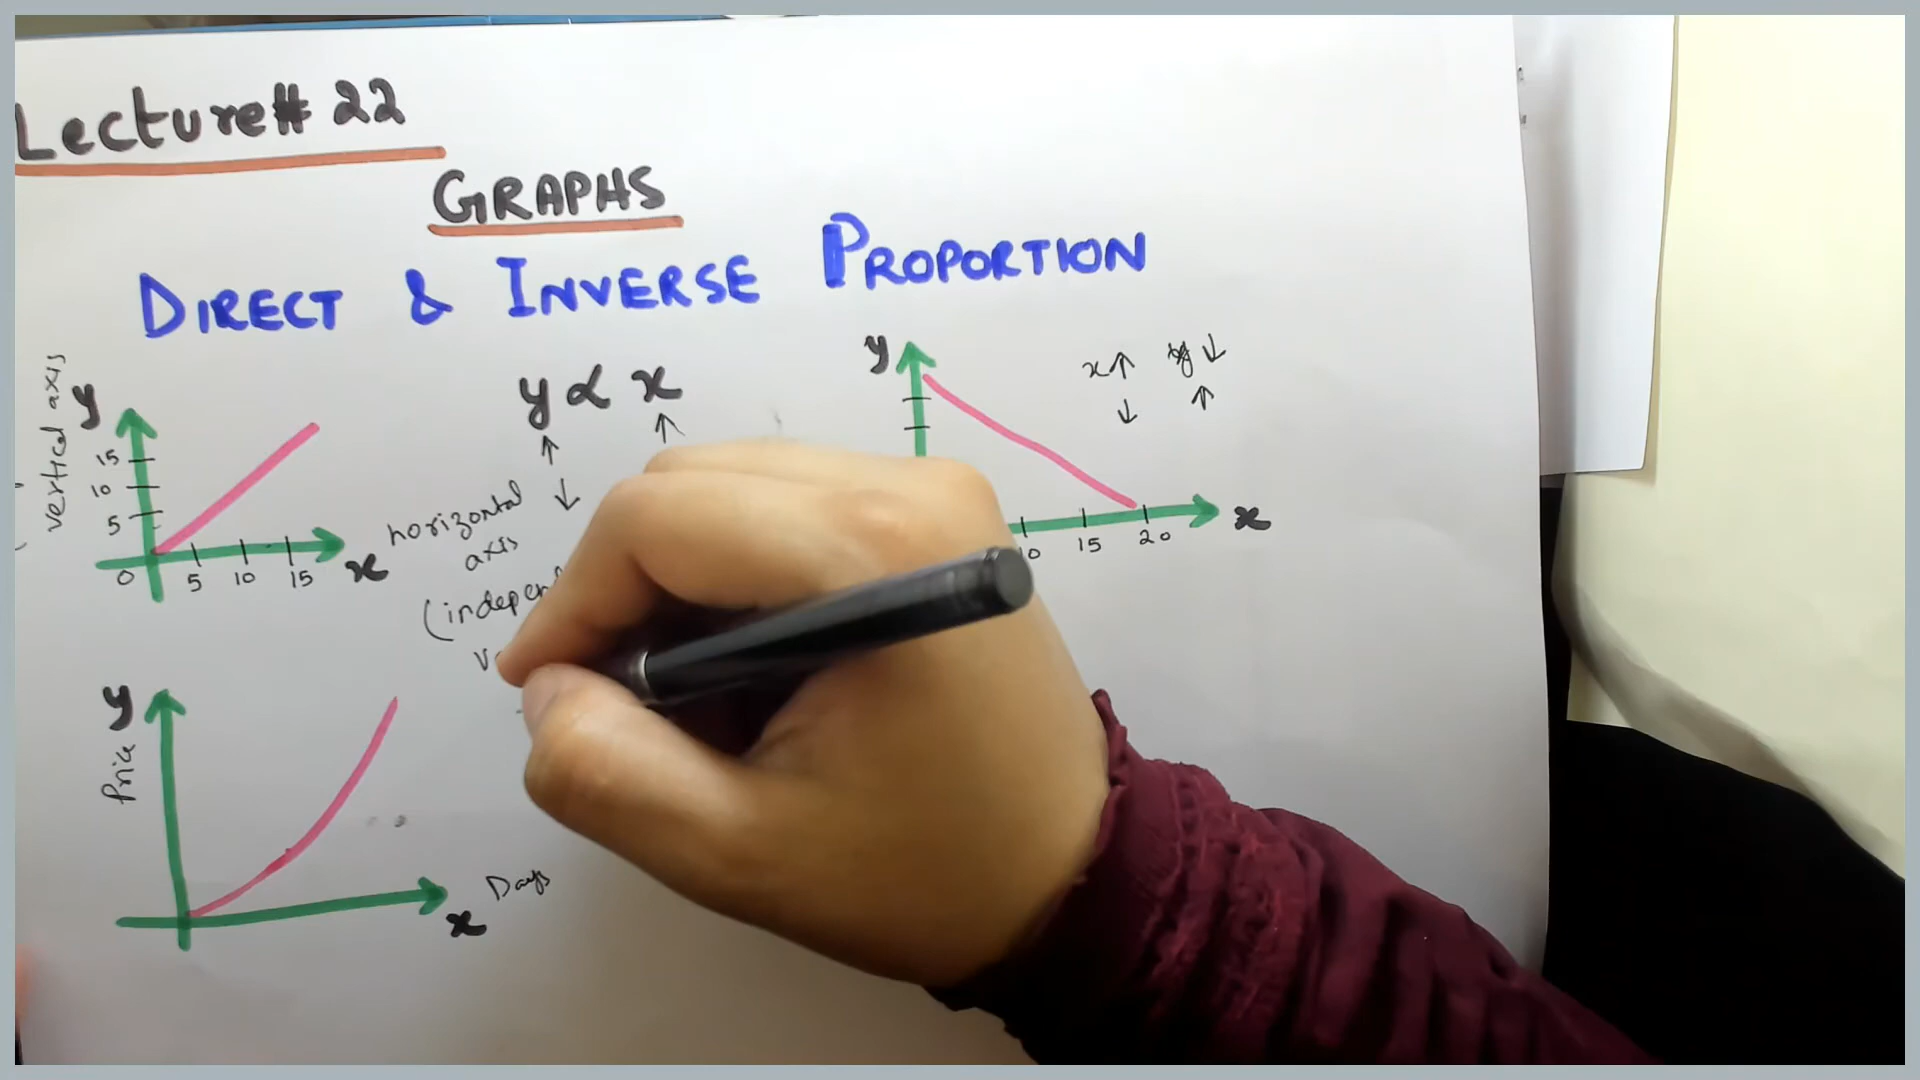 Lecture# 22
GRAPHS
DIRECT & INVERSE PROPORTION
vertical axis
y
15
10
5
0
5 10 15
x
horizontal
axis
y ∝ x
↑ ↑
↓
y
x↑ y↓
↓ ↑
10 15 20
x
y
Price
x
Days